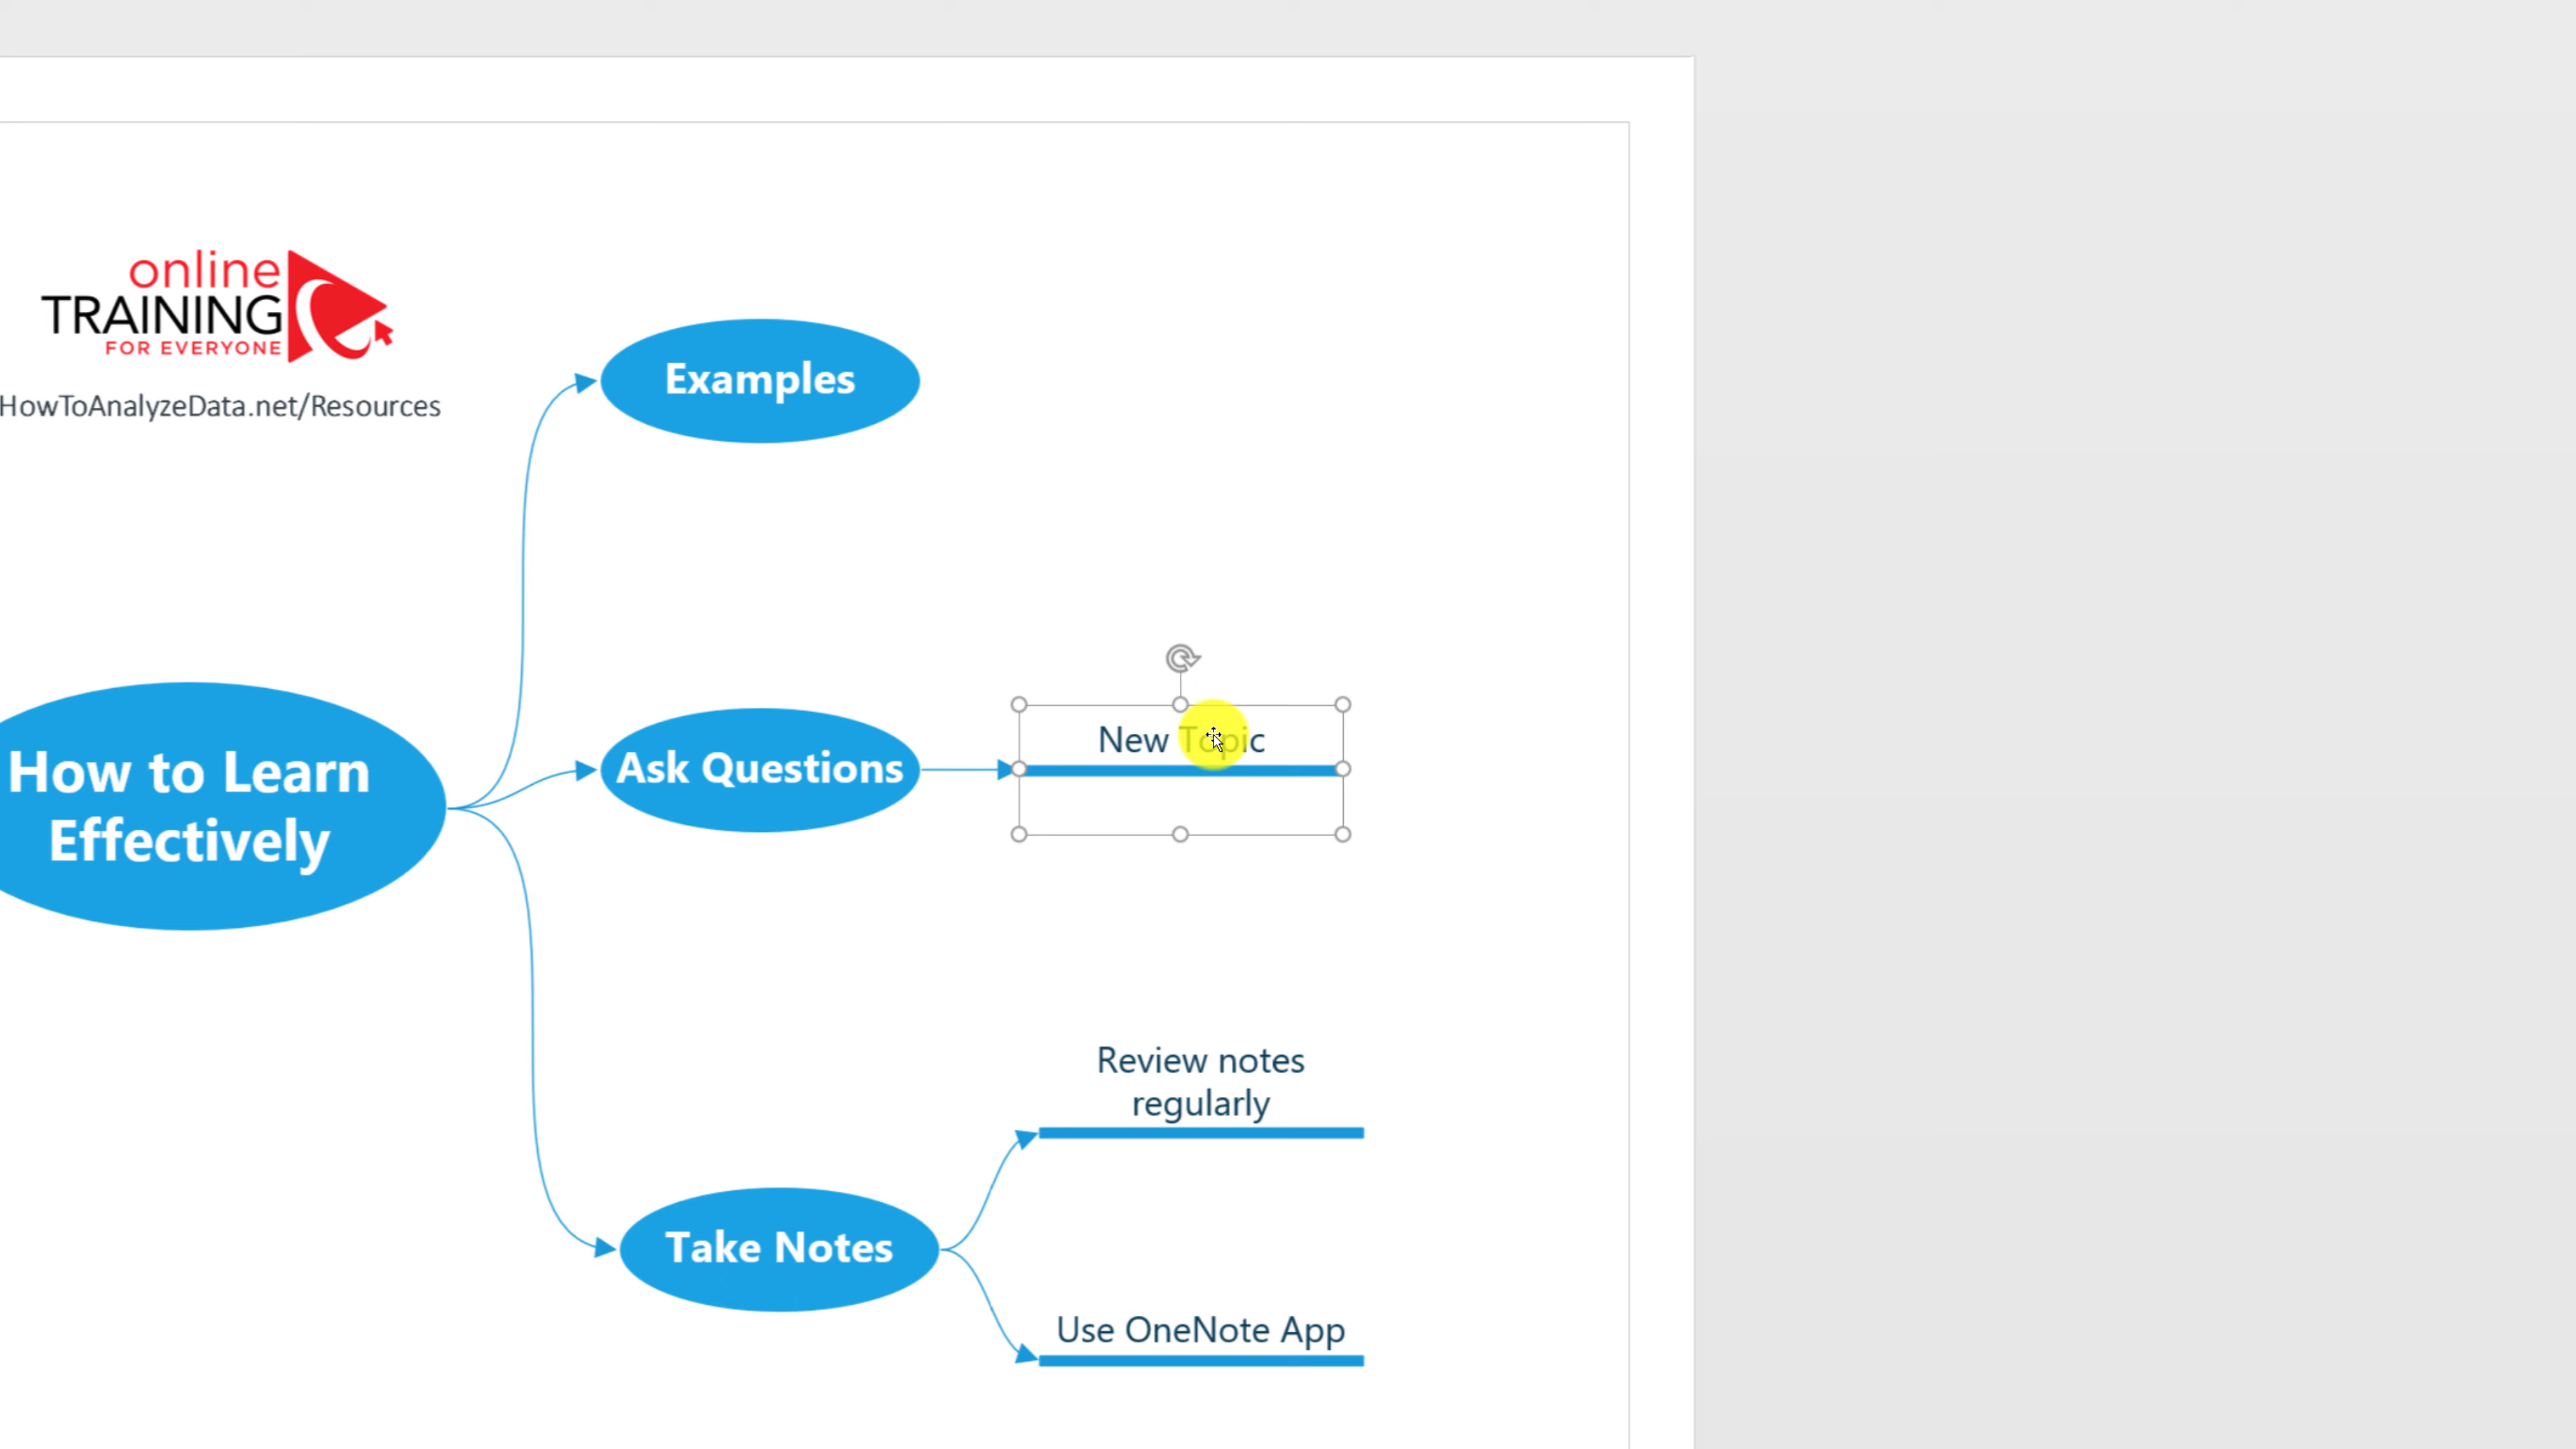 online
TRAINING
FOR EVERYONE
HowToAnalyzeData.net/Resources
Examples
How to Learn
Effectively
Ask Questions
New Topic
Review notes
regularly
Take Notes
Use OneNote App